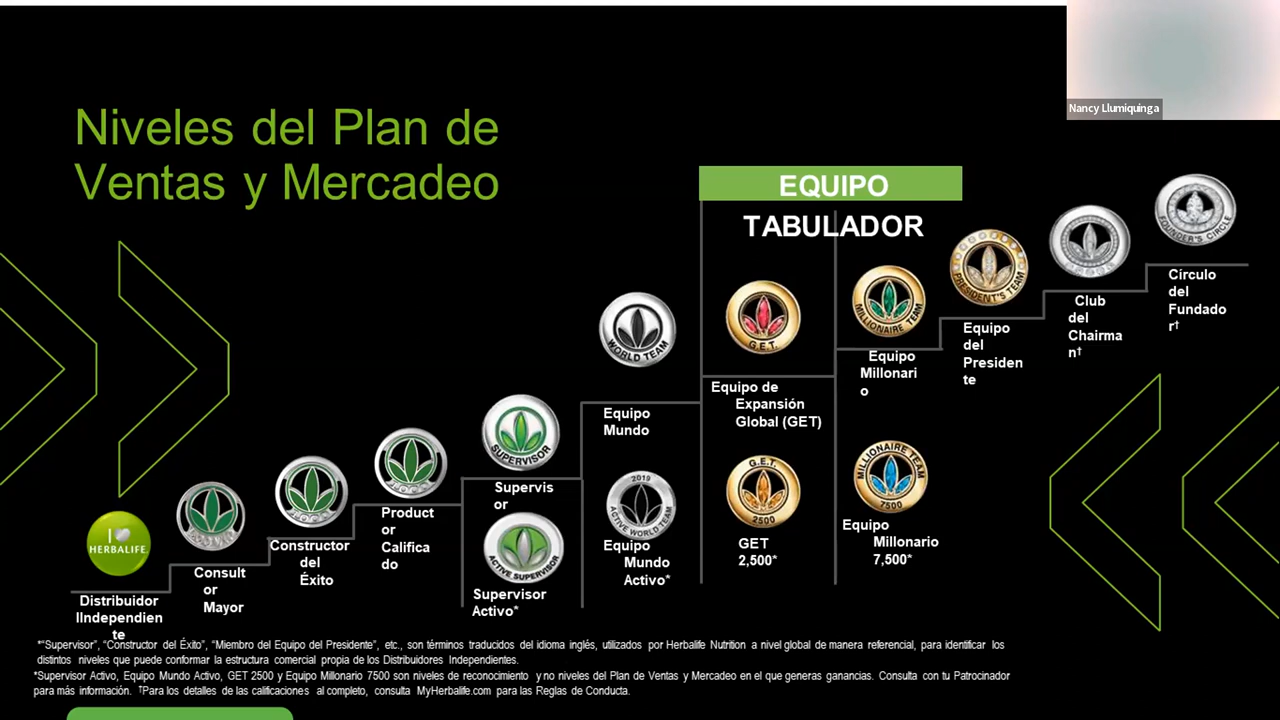 Nancy Llumiquinga
Niveles del Plan de
Ventas y Mercadeo
EQUIPO
TABULADOR
FOUNDER'S CIRCLE
Círculo
del
Fundado
r†
Club
del
Chairma
n†
PRESIDENT'S TEAM
Equipo
del
Presiden
te
MILLIONAIRE TEAM
Equipo
Millonari
o
G.E.T.
Equipo de
Expansión
Global (GET)
WORLD TEAM
Equipo
Mundo
SUPERVISOR
Supervis
or
Product
or
Califica
do
Constructor
del
Éxito
Consult
or
Mayor
I
HERBALIFE
Distribuidor
IIndependien
te
ACTIVE SUPERVISOR
Supervisor
Activo*
2019
ACTIVE WORLD TEAM
Equipo
Mundo
Activo*
G.E.T.
2500
GET
2,500*
MILLIONAIRE TEAM
7500
Equipo
Millonario
7,500*
*“Supervisor”, “Constructor del Éxito”, “Miembro del Equipo del Presidente”, etc., son términos traducidos del idioma inglés, utilizados por Herbalife Nutrition a nivel global de manera referencial, para identificar los
distintos niveles que puede conformar la estructura comercial propia de los Distribuidores Independientes.
*Supervisor Activo, Equipo Mundo Activo, GET 2500 y Equipo Millonario 7500 son niveles de reconocimiento y no niveles del Plan de Ventas y Mercadeo en el que generas ganancias. Consulta con tu Patrocinador
para más información. †Para los detalles de las calificaciones al completo, consulta MyHerbalife.com para las Reglas de Conducta.